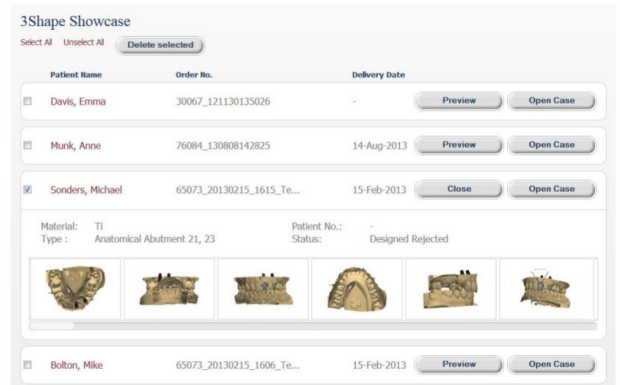 3Shape Showcase
Select All Unselect All Delete selected
Patient Name Order No. Delivery Date
Davis, Emma 30067_121130135026 - Preview Open Case
Munk, Anne 76084_130808142825 14-Aug-2013 Preview Open Case
Sonders, Michael 65073_20130215_1615_Te... 15-Feb-2013 Close Open Case
Material: Ti Patient No.: -
Type : Anatomical Abutment 21, 23 Status: Designed Rejected
Bolton, Mike 65073_20130215_1606_Te... 15-Feb-2013 Preview Open Case